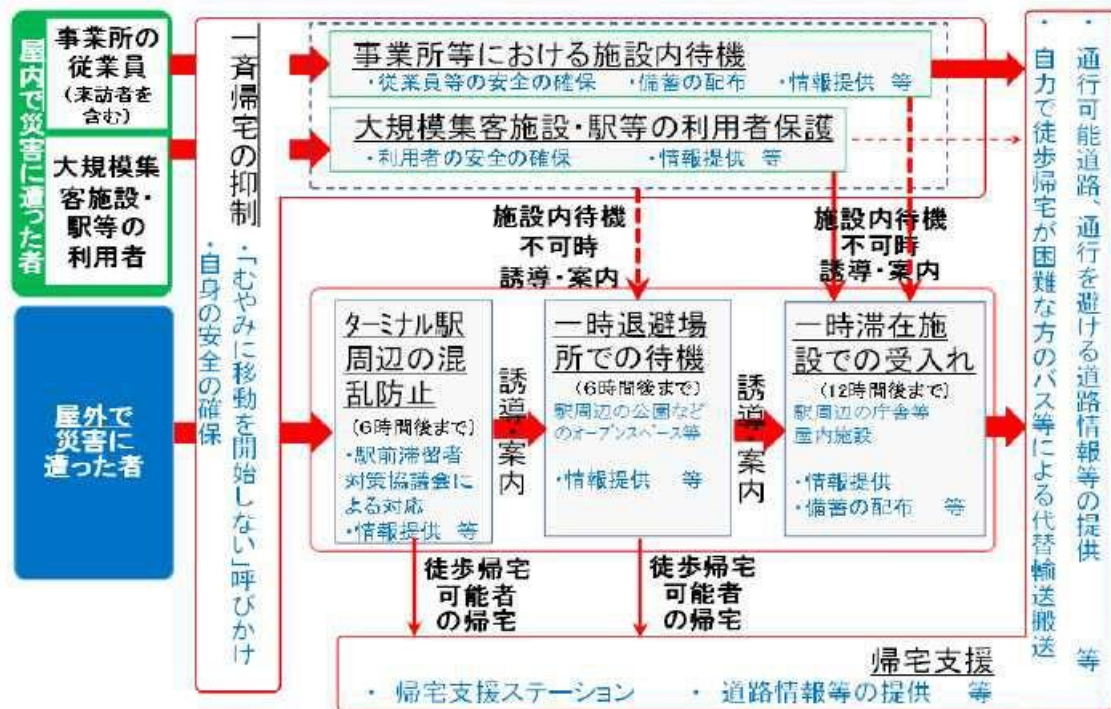 屋内で災害に遭った者
事業所の
従業員
(来訪者を
含む)
大規模集
客施設・
駅等の
利用者
屋外で
災害に
遭った者
一斉帰宅の抑制
・「むやみに移動を開始しない」呼びかけ
・自身の安全の確保
事業所等における施設内待機
・従業員等の安全の確保 ・備蓄の配布 ・情報提供 等
大規模集客施設・駅等の利用者保護
・利用者の安全の確保 ・情報提供 等
施設内待機
不可時
誘導・案内
施設内待機
不可時
誘導・案内
ターミナル駅
周辺の混
乱防止
(6時間後まで)
・駅前滞留者
対策協議会に
よる対応
・情報提供 等
誘導・案内
一時退避場
所での待機
(6時間後まで)
駅周辺の公園など
のオープンスペース等
・情報提供 等
誘導・案内
一時滞在施
設での受入れ
(12時間後まで)
駅周辺の庁舎等
屋内施設
・情報提供
・備蓄の配布 等
徒歩帰宅
可能者
の帰宅
徒歩帰宅
可能者
の帰宅
帰宅支援
・ 帰宅支援ステーション ・ 道路情報等の提供 等
・通行可能道路、通行を避ける道路情報等の提供
・自力で徒歩帰宅が困難な方のバス等による代替輸送搬送 等